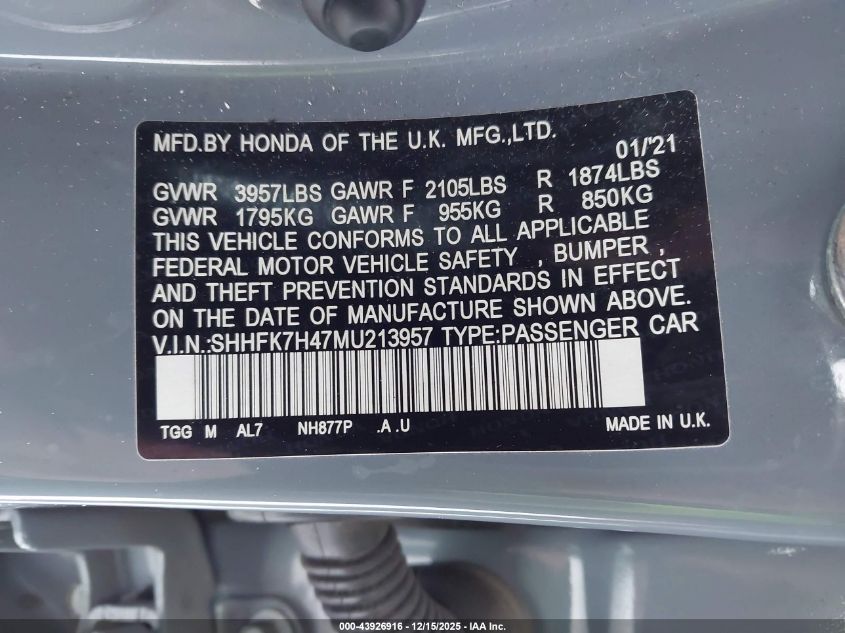 MFD.BY HONDA OF THE U.K. MFG.,LTD.
01/'21
GVWR 3957LBS GAWR F 2105LBS R 1874LBS
GVWR 1795KG GAWR F 955KG R 850KG
THIS VEHICLE CONFORMS TO ALL APPLICABLE
FEDERAL MOTOR VEHICLE SAFETY , BUMPER ,
AND THEFT PREVENTION STANDARDS IN EFFECT
ON THE DATE OF MANUFACTURE SHOWN ABOVE.
V.I.N.:SHHFK7H47MU213957 TYPE:PASSENGER CAR
TGG M AL7 NH877P .A .U MADE IN U.K.
000-43926916 - 12/15/2025 - IAA Inc.